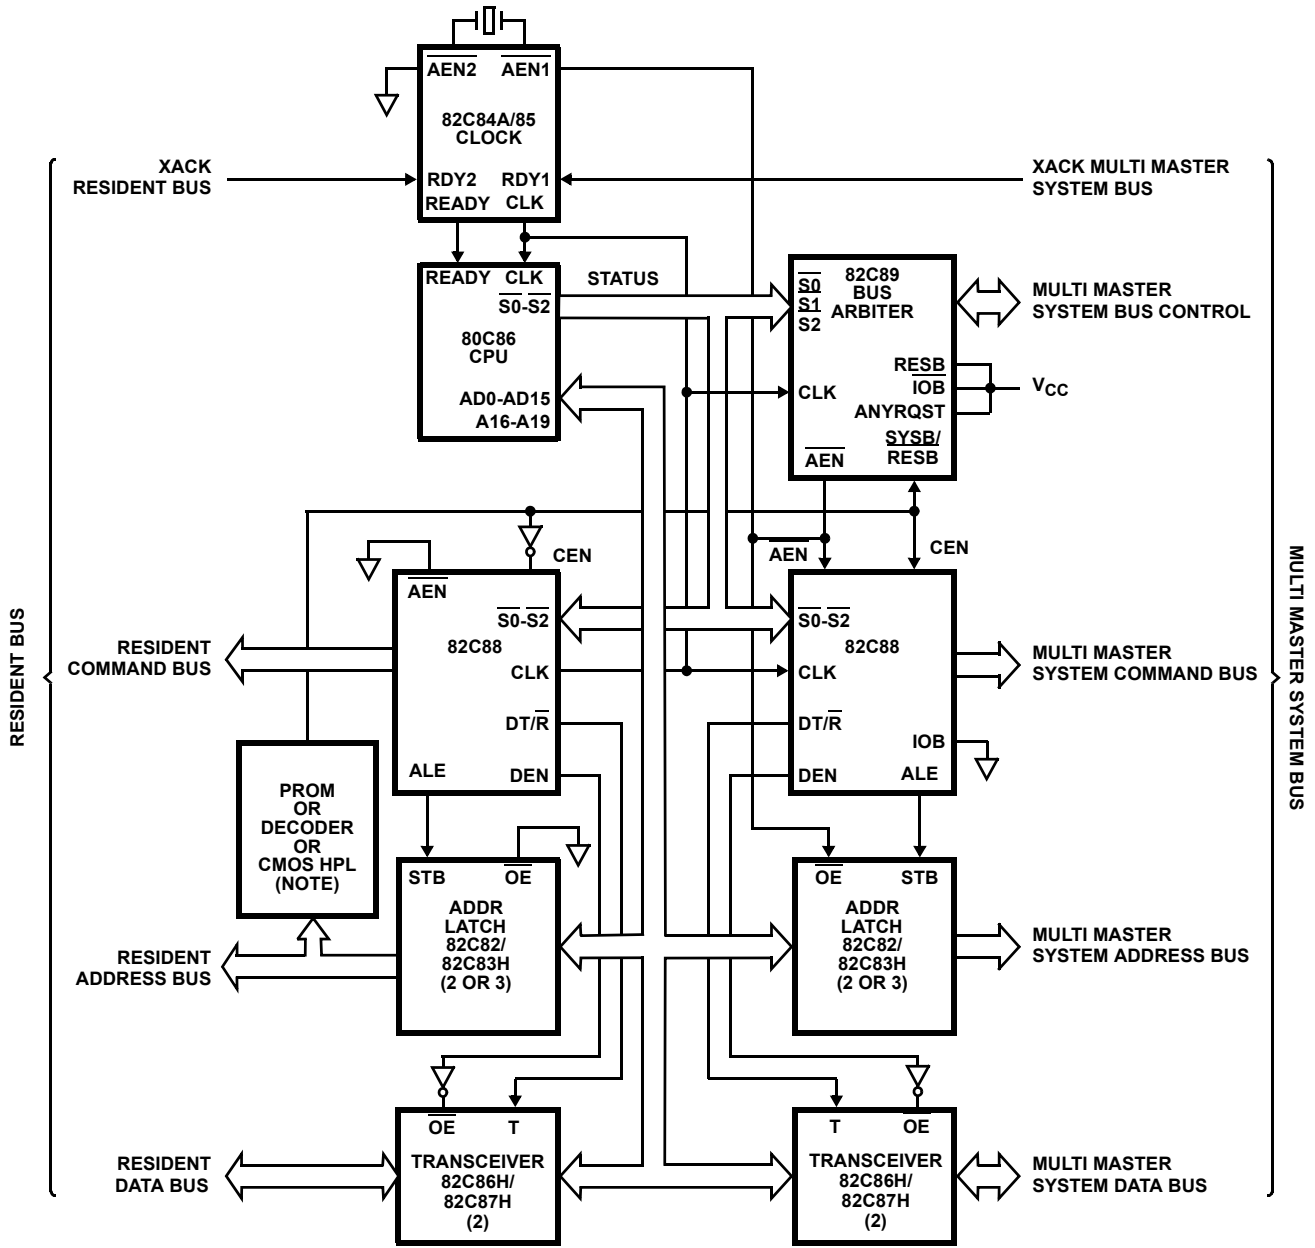 AEN2 AEN1
82C84A/85
CLOCK
RDY2 RDY1
READY CLK
XACK
RESIDENT BUS
XACK MULTI MASTER
SYSTEM BUS
READY CLK
S0-S2
80C86
CPU
AD0-AD15
A16-A19
STATUS
S0
S1
S2
82C89
BUS
ARBITER
RESB
IOB
ANYRQST
CLK
SYSB/
RESB
AEN
MULTI MASTER
SYSTEM BUS CONTROL
VCC
CEN
AEN
CEN
AEN
S0-S2
82C88
CLK
DT/R
ALE
DEN
S0-S2
82C88
CLK
DT/R
IOB
DEN
ALE
RESIDENT
COMMAND BUS
MULTI MASTER
SYSTEM COMMAND BUS
RESIDENT BUS
MULTI MASTER SYSTEM BUS
PROM
OR
DECODER
OR
CMOS HPL
(NOTE)
STB OE
ADDR
LATCH
82C82/
82C83H
(2 OR 3)
OE STB
ADDR
LATCH
82C82/
82C83H
(2 OR 3)
RESIDENT
ADDRESS BUS
MULTI MASTER
SYSTEM ADDRESS BUS
OE T
TRANSCEIVER
82C86H/
82C87H
(2)
T OE
TRANSCEIVER
82C86H/
82C87H
(2)
RESIDENT
DATA BUS
MULTI MASTER
SYSTEM DATA BUS